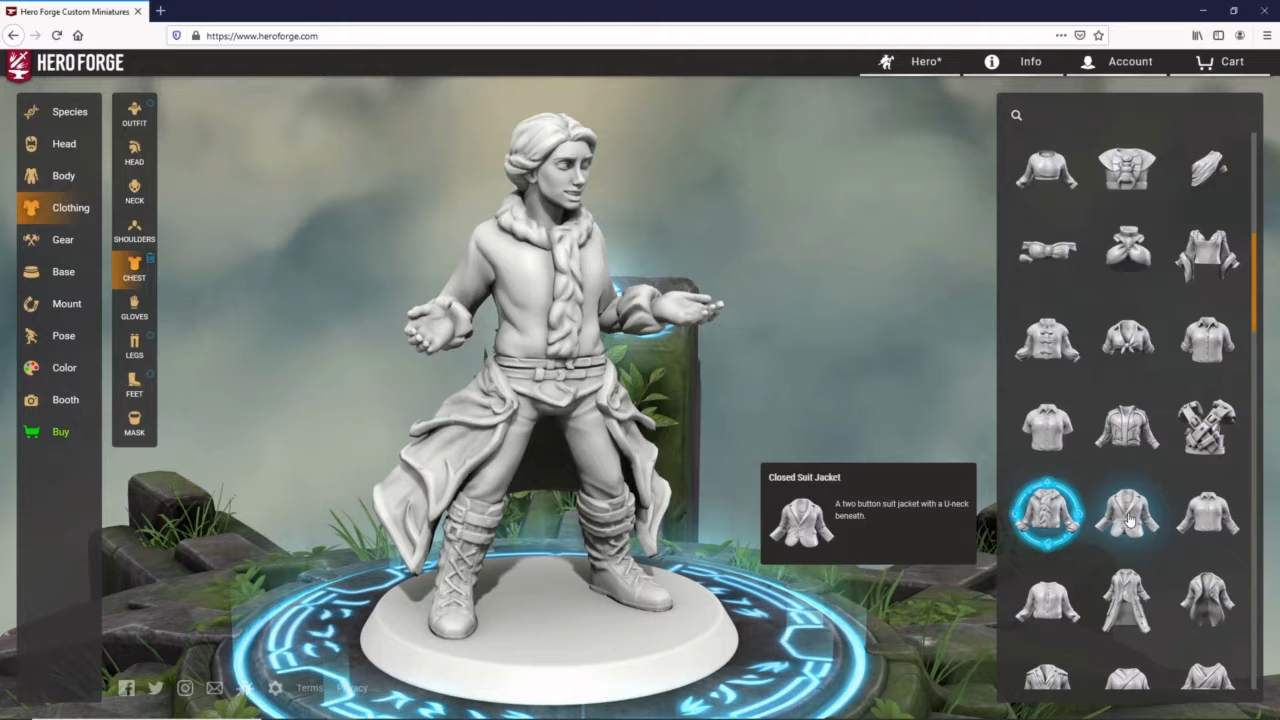 Hero Forge Custom Miniatures
https://www.heroforge.com
HERO FORGE
Hero*
Info
Account
Cart
Species
Head
Body
Clothing
Gear
Base
Mount
Pose
Color
Booth
Buy
OUTFIT
HEAD
NECK
SHOULDERS
CHEST
GLOVES
LEGS
FEET
MASK
Closed Suit Jacket
A two button suit jacket with a U-neck
beneath.
Terms
Privacy